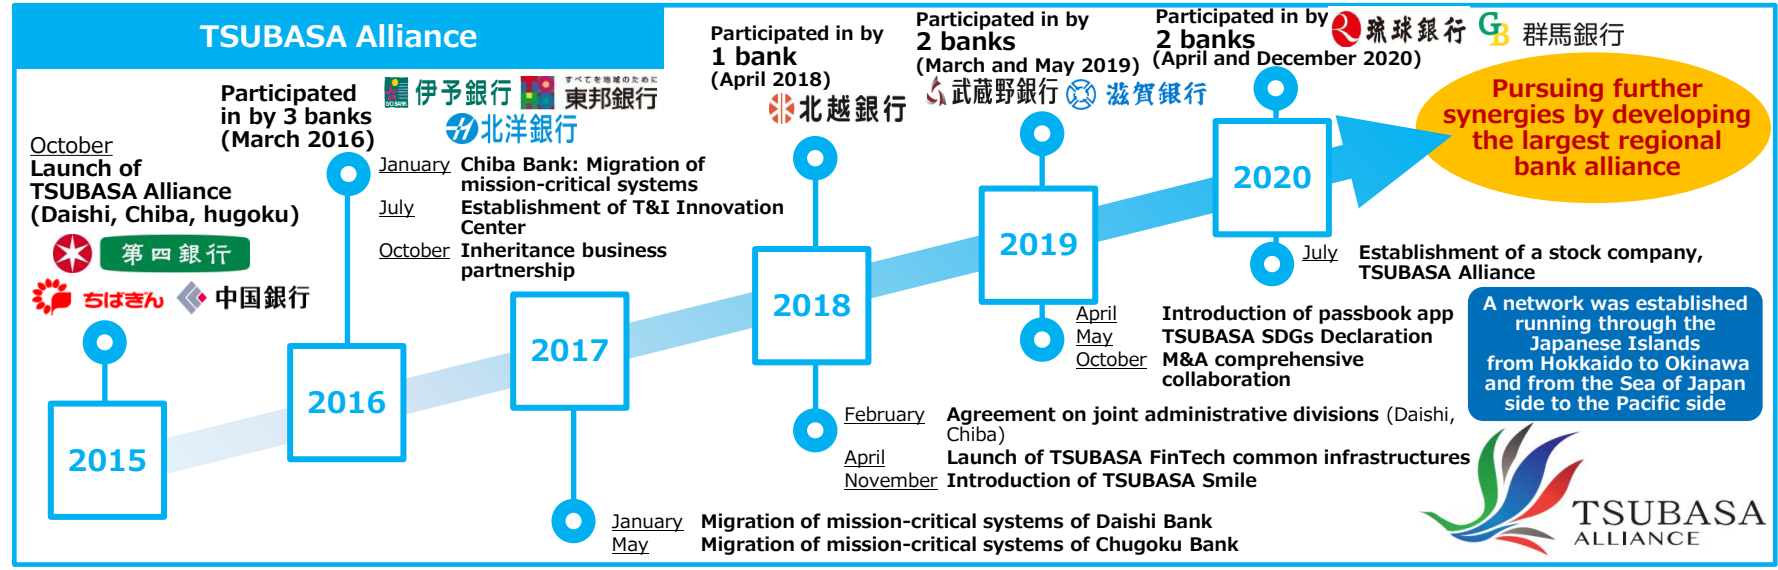 TSUBASA Alliance
October
Launch of
TSUBASA Alliance
(Daishi, Chiba, hugoku)
第四銀行
ちばぎん
中国銀行
2015
Participated
in by 3 banks
(March 2016)
IYO BANK
伊予銀行
すべてを地域のために
東邦銀行
北洋銀行
January Chiba Bank: Migration of
mission-critical systems
July Establishment of T&I Innovation
Center
October Inheritance business
partnership
2016
2017
January Migration of mission-critical systems of Daishi Bank
May Migration of mission-critical systems of Chugoku Bank
Participated in by
1 bank
(April 2018)
北越銀行
2018
February Agreement on joint administrative divisions (Daishi,
Chiba)
April Launch of TSUBASA FinTech common infrastructures
November Introduction of TSUBASA Smile
Participated in by
2 banks
(March and May 2019)
武蔵野銀行
滋賀銀行
2019
April Introduction of passbook app
May TSUBASA SDGs Declaration
October M&A comprehensive
collaboration
Participated in by
2 banks
(April and December 2020)
R
琉球銀行
GB
群馬銀行
2020
July Establishment of a stock company,
TSUBASA Alliance
Pursuing further
synergies by developing
the largest regional
bank alliance
A network was established
running through the
Japanese Islands
from Hokkaido to Okinawa
and from the Sea of Japan
side to the Pacific side
TSUBASA
ALLIANCE